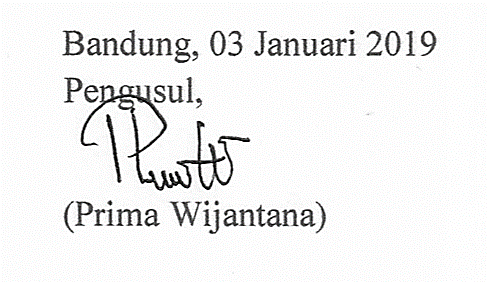 Bandung, 03 Januari 2019
Pengusul,
(Prima Wijantana)